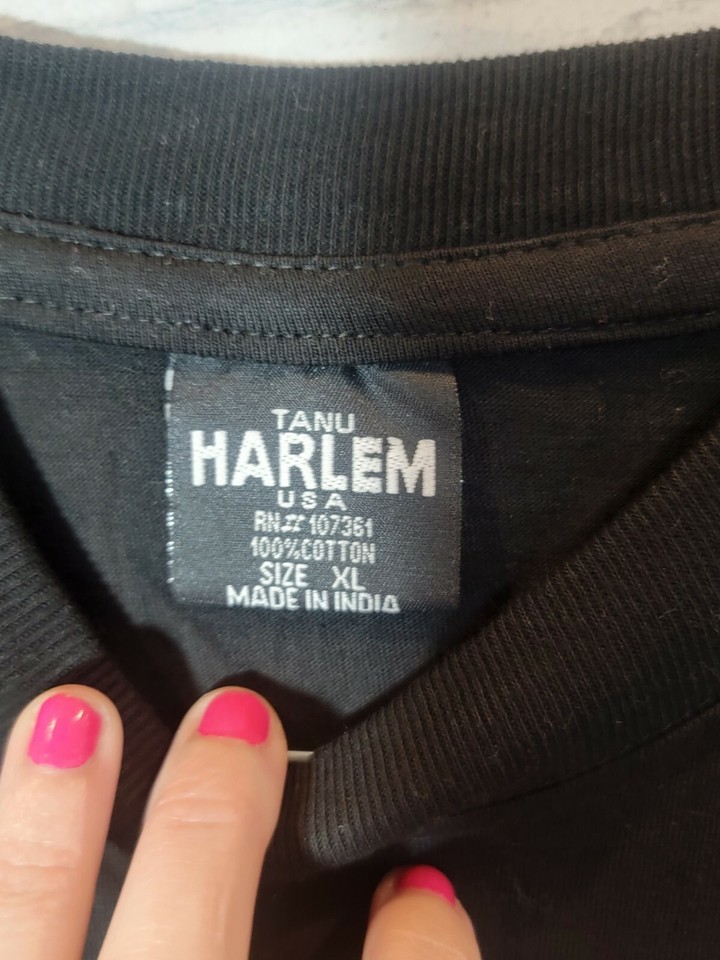 TANU
HARLEM
USA
RN# 107361
100%COTTON
SIZE XL
MADE IN INDIA